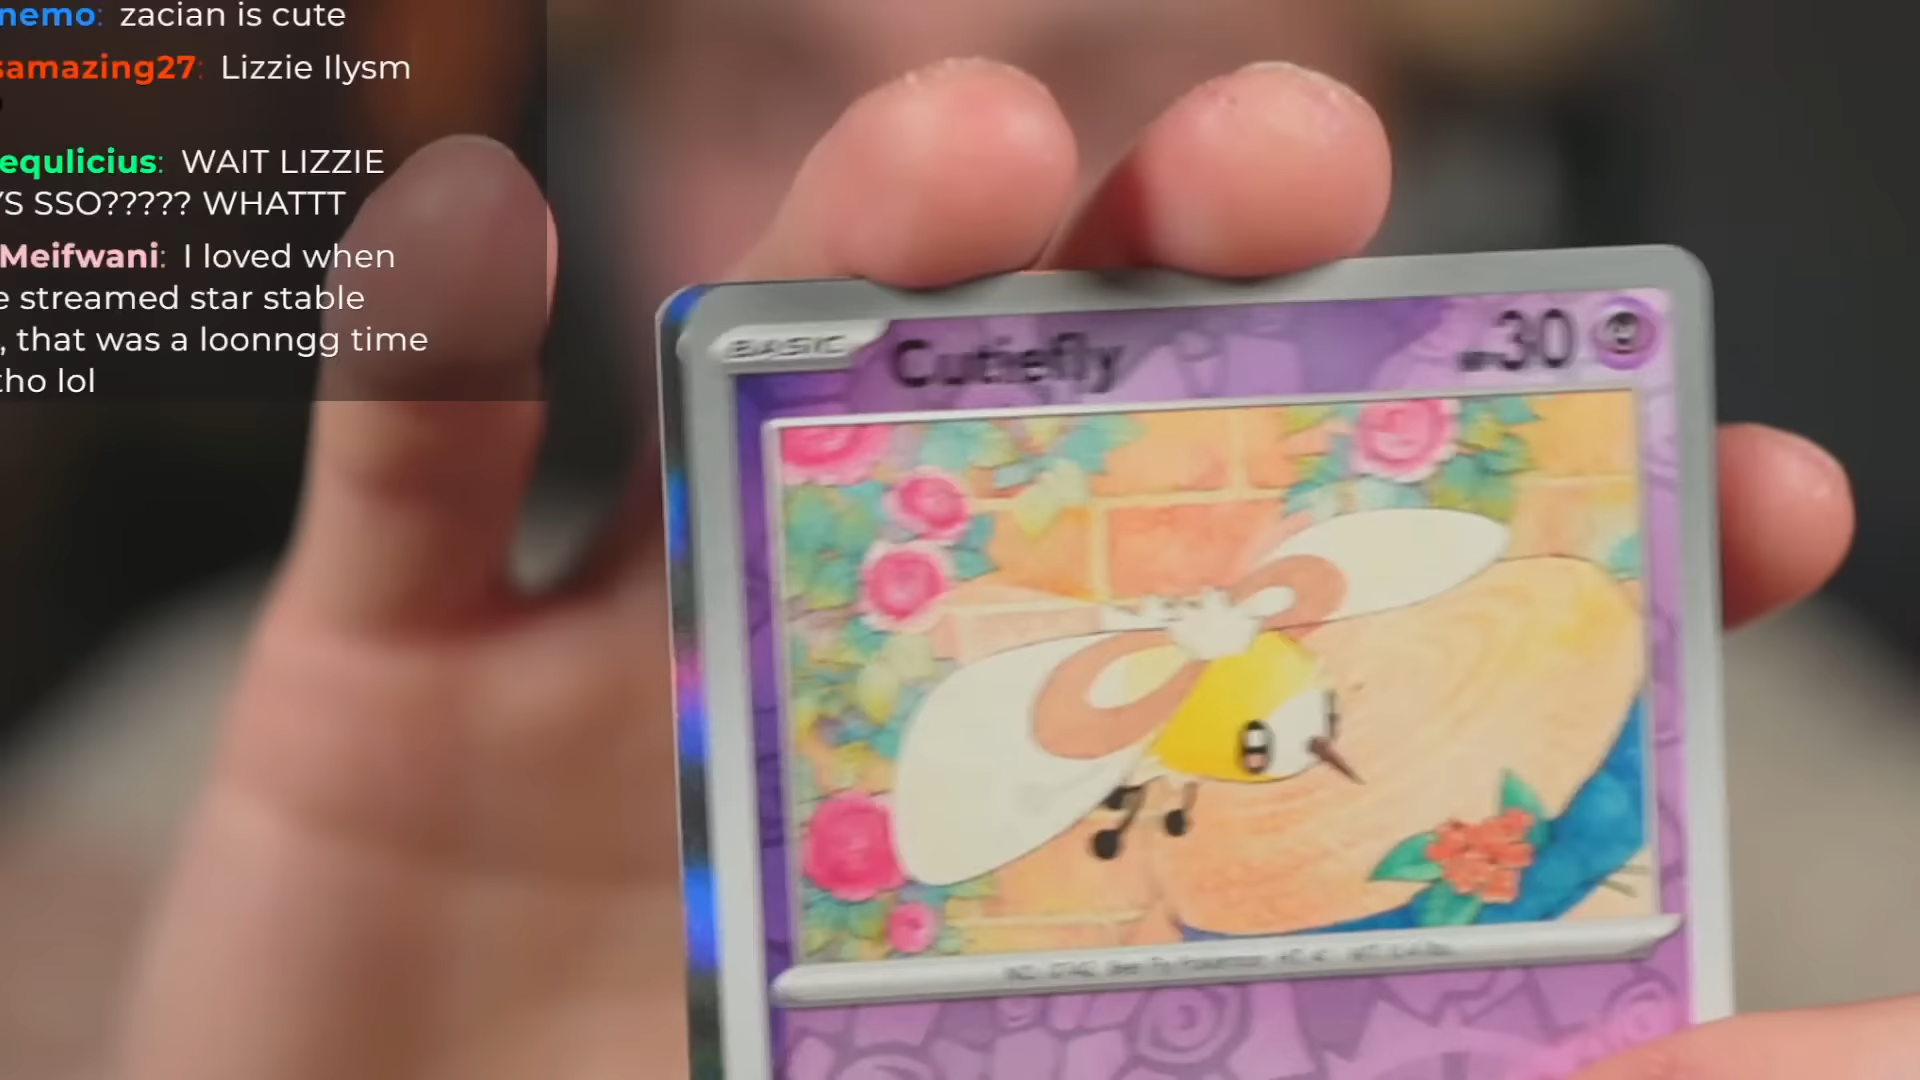 nemo: zacian is cute
samazing27: Lizzie Ilysm
equlicius: WAIT LIZZIE
YS SSO????? WHATTT
Meifwani: I loved when
e streamed star stable
, that was a loonngg time
tho lol
BASIC Cutiefly 30